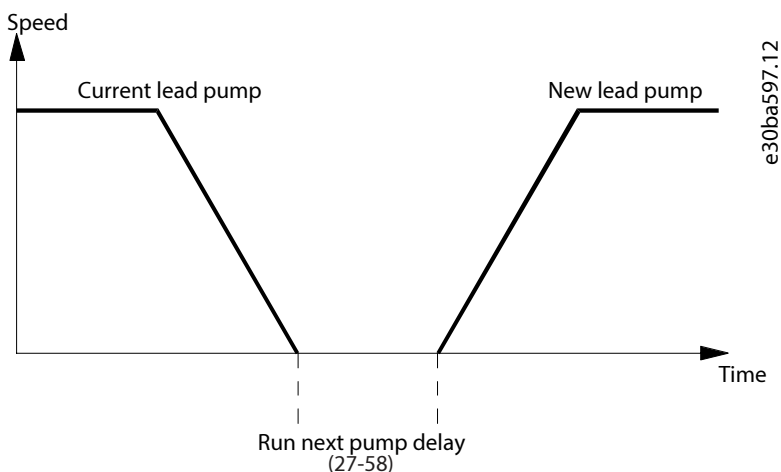 Speed
Current lead pump
New lead pump
e30ba597.12
Time
Run next pump delay
(27-58)